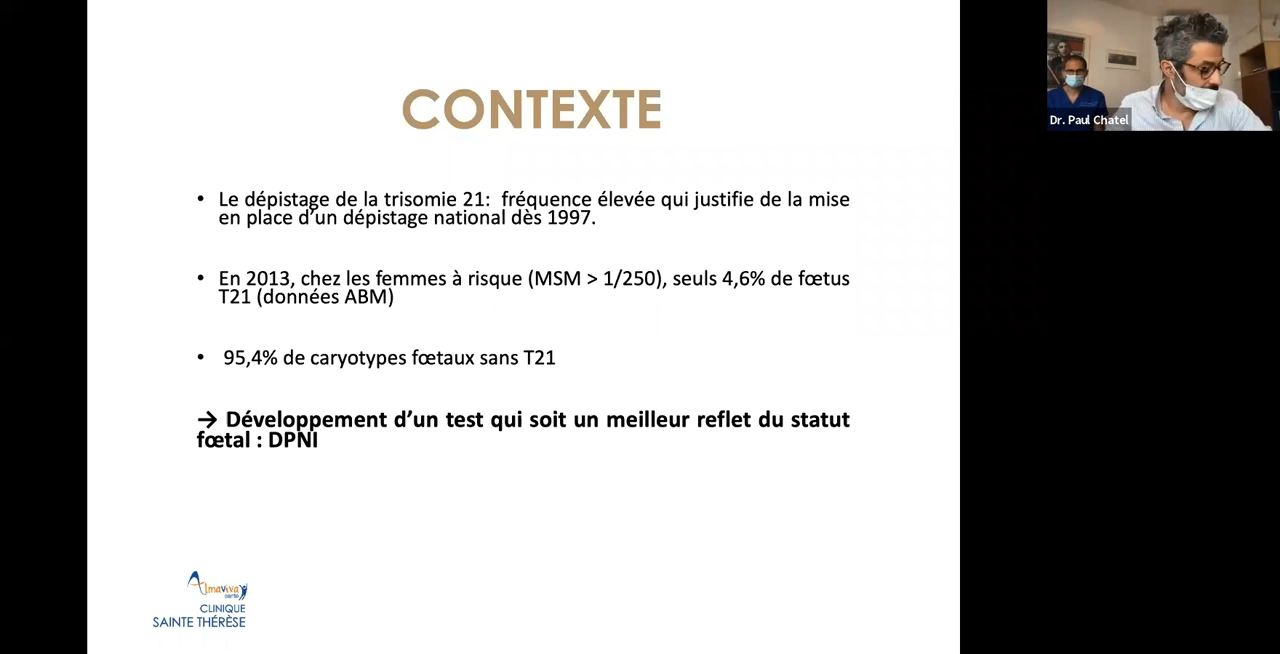 CONTEXTE
• Le dépistage de la trisomie 21: fréquence élevée qui justifie de la mise
en place d’un dépistage national dès 1997.
• En 2013, chez les femmes à risque (MSM > 1/250), seuls 4,6% de fœtus
T21 (données ABM)
• 95,4% de caryotypes fœtaux sans T21
→ Développement d’un test qui soit un meilleur reflet du statut
fœtal : DPNI
Almaviva
santé
CLINIQUE
SAINTE THÉRÈSE
Dr. Paul Chatel